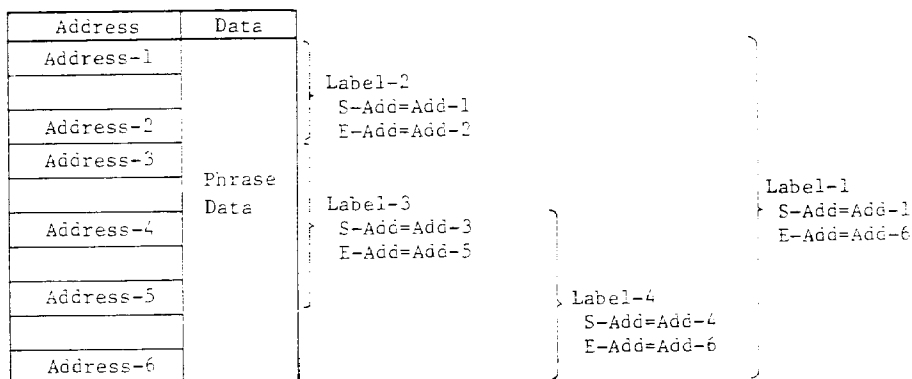 Address Data
Address-1
Address-2
Address-3
Address-4
Address-5
Address-6
Phrase
Data
Label-2
S-Add=Add-1
E-Add=Add-2
Label-3
S-Add=Add-3
E-Add=Add-5
Label-4
S-Add=Add-4
E-Add=Add-6
Label-1
S-Add=Add-1
E-Add=Add-6